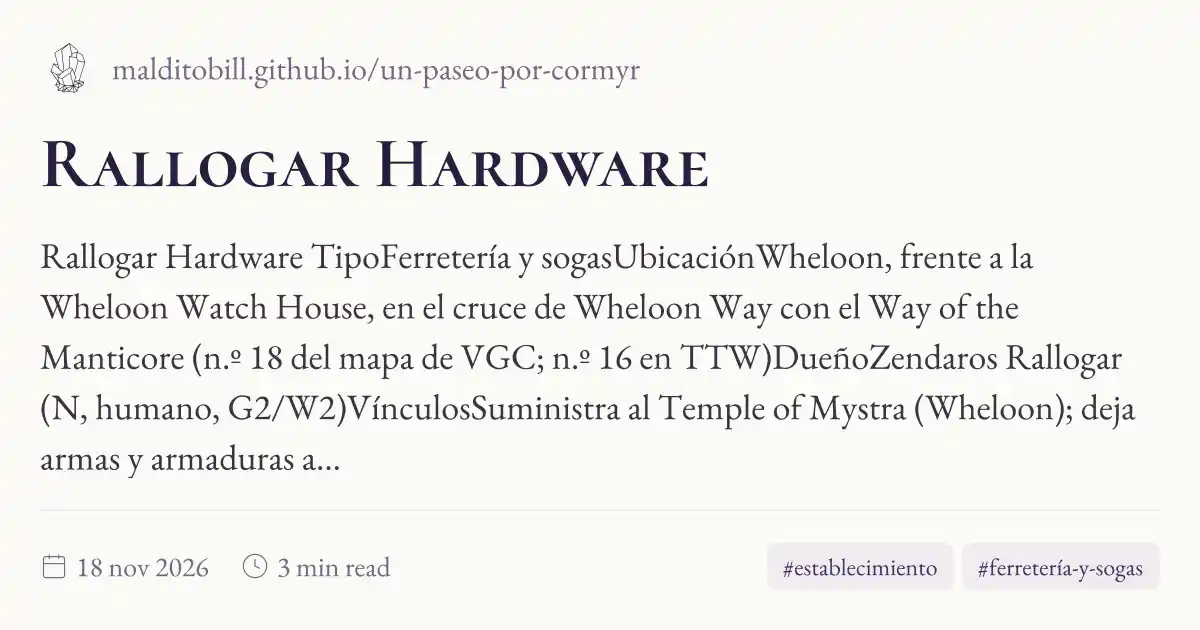 malditobill.github.io/un-paseo-por-cormyr
Rallogar Hardware
Rallogar Hardware TipoFerretería y sogasUbicaciónWheloon, frente a la
Wheloon Watch House, en el cruce de Wheloon Way con el Way of the
Manticore (n.º 18 del mapa de VGC; n.º 16 en TTW)DueñoZendaros Rallogar
(N, humano, G2/W2)VínculosSuministra al Temple of Mystra (Wheloon); deja
armas y armaduras a...
18 nov 2026 3 min read #establecimiento #ferretería-y-sogas